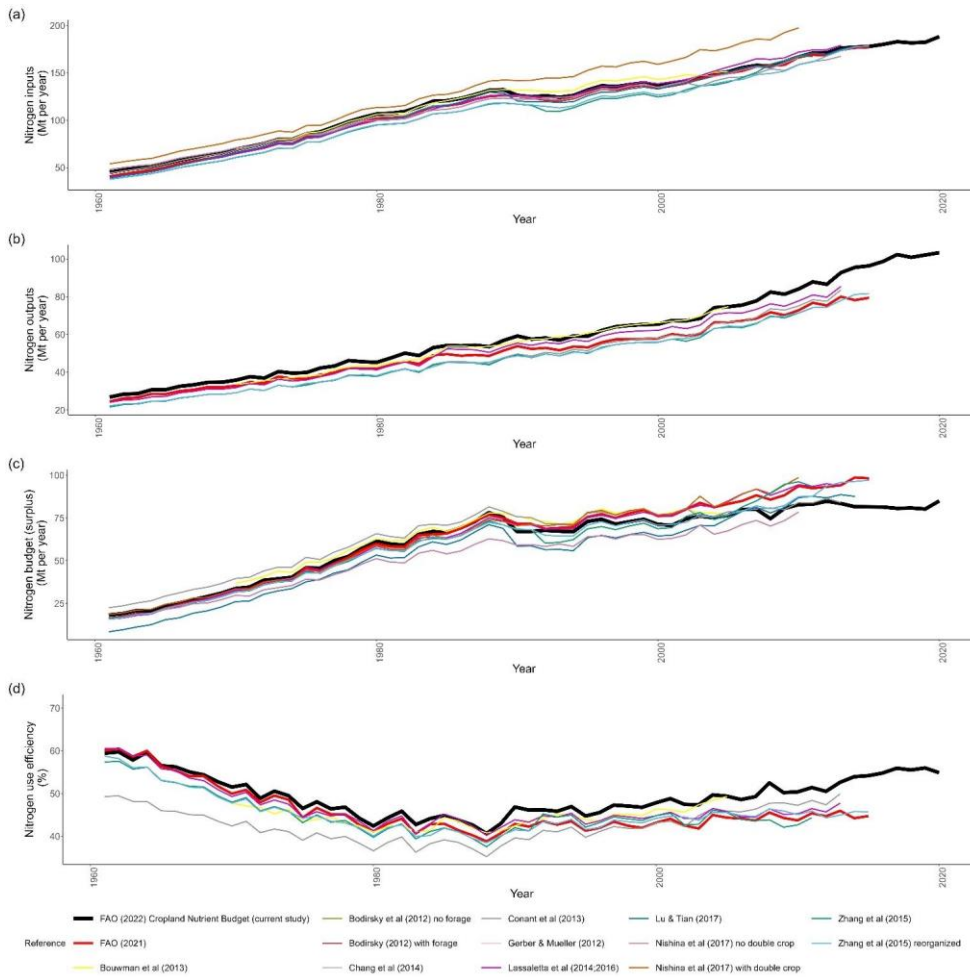 (a)
Nitrogen inputs
(Mt per year)
200
150
100
50
1960
1980
2000
2020
Year
(b)
Nitrogen outputs
(Mt per year)
100
80
60
40
20
1960
1980
2000
2020
Year
(c)
Nitrogen budget (surplus)
(Mt per year)
100
75
50
25
1960
1980
2000
2020
Year
(d)
Nitrogen use efficiency
(%)
70
60
50
40
1960
1980
2000
2020
Year
FAO (2022) Cropland Nutrient Budget (current study) Bodirsky et al (2012) no forage Conant et al (2013) Lu & Tian (2017) Zhang et al (2015)
Reference FAO (2021) Bodirsky (2012) with forage Gerber & Mueller (2012) Nishina et al (2017) no double crop Zhang et al (2015) reorganized
Bouwman et al (2013) Chang et al (2014) Lassaletta et al (2014;2016) Nishina et al (2017) with double crop